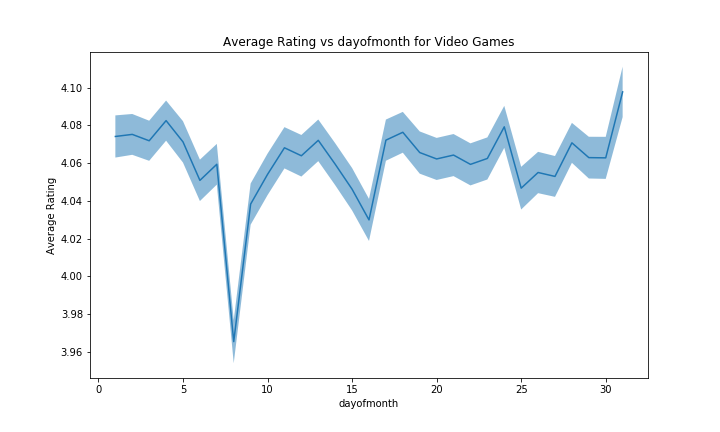 Average Rating vs dayofmonth for Video Games
Average Rating
4.10
4.08
4.06
4.04
4.02
4.00
3.98
3.96
0 5 10 15 20 25 30
dayofmonth